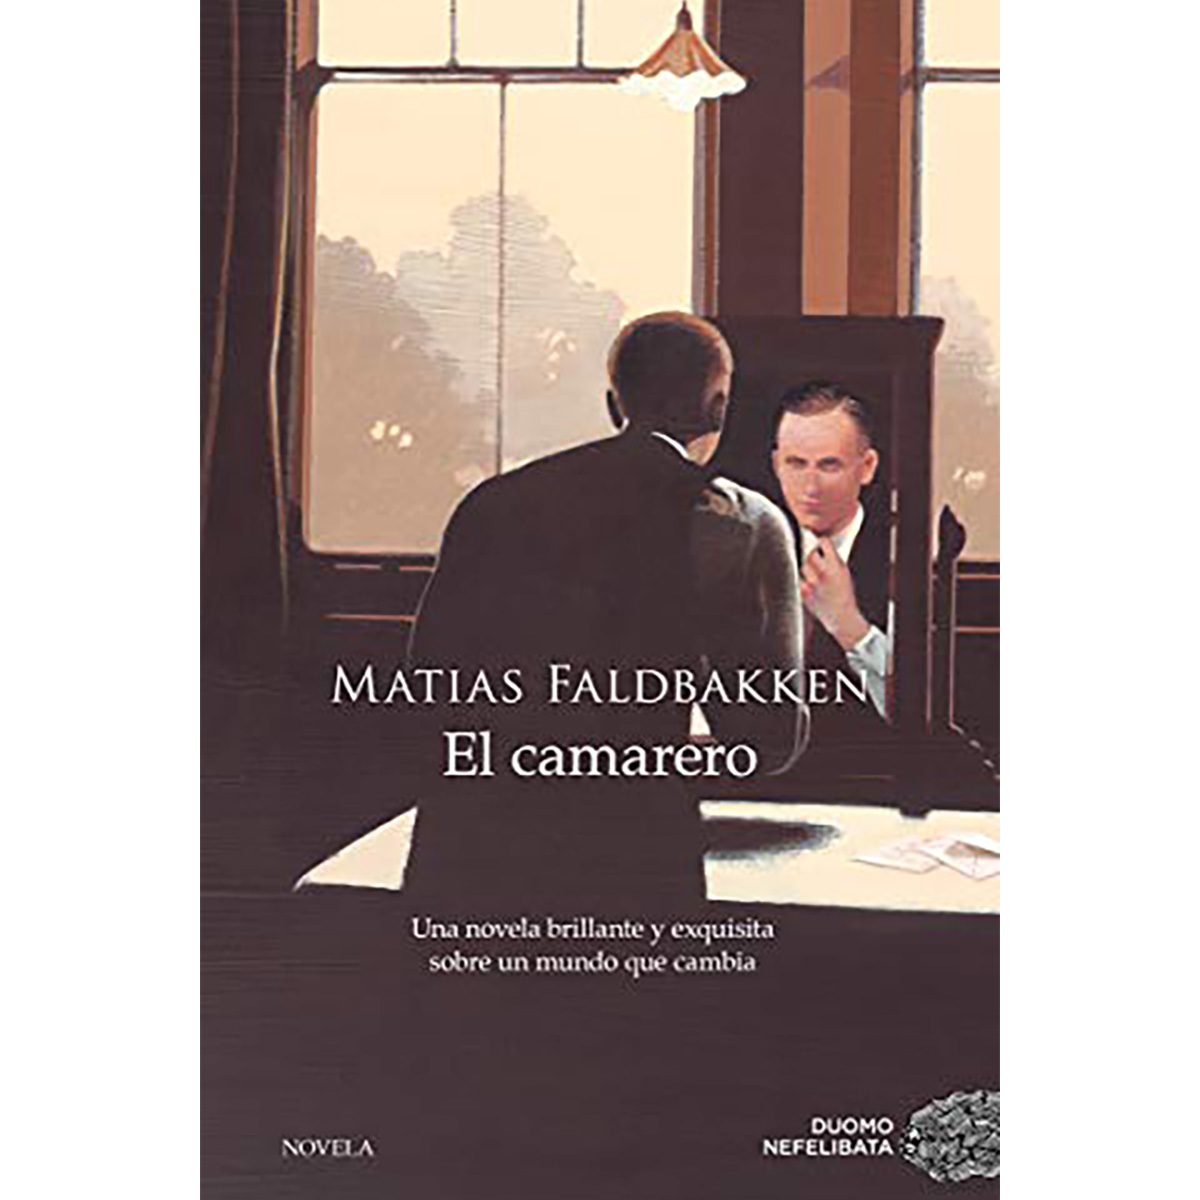 MATIAS FALDBAKKEN
El camarero
Una novela brillante y exquisita
sobre un mundo que cambia
NOVELA
DUOMO
NEFELIBATA